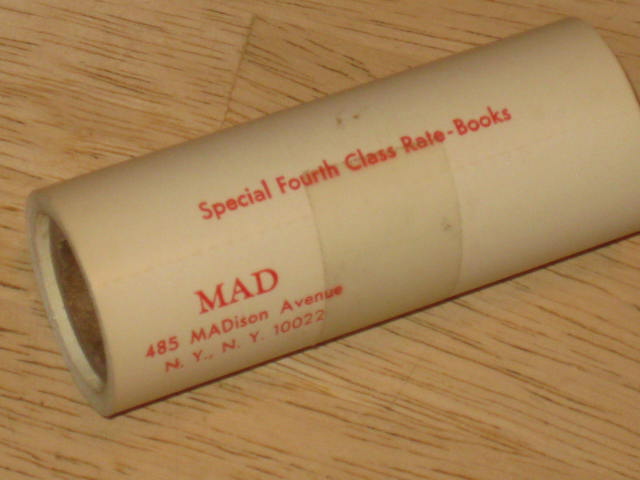 Special Fourth Class Rate-Books
MAD
485 MADison Avenue
N. Y., N. Y. 10022